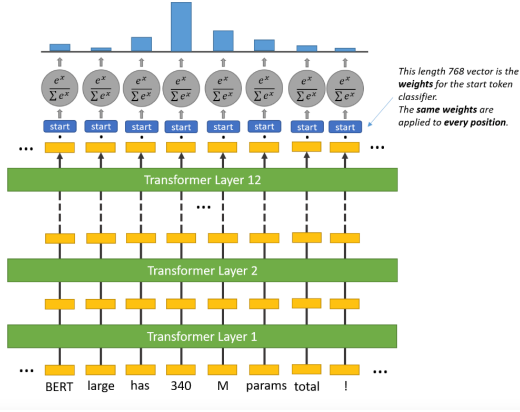 e^x / ∑ e^x e^x / ∑ e^x e^x / ∑ e^x e^x / ∑ e^x e^x / ∑ e^x e^x / ∑ e^x e^x / ∑ e^x e^x / ∑ e^x
This length 768 vector is the
weights for the start token
classifier.
The same weights are
applied to every position.
start start start start start start start start
... ...
Transformer Layer 12
...
Transformer Layer 2
Transformer Layer 1
... ...
BERT large has 340 M params total !